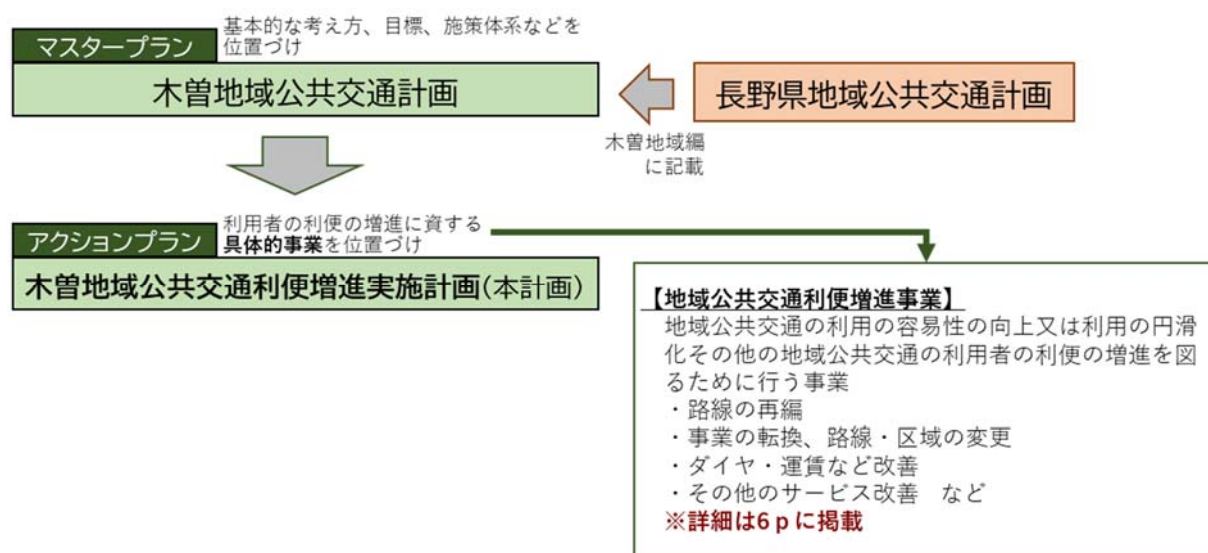 マスタープラン
基本的な考え方、目標、施策体系などを
位置づけ
木曽地域公共交通計画
長野県地域公共交通計画
木曽地域編
に記載
アクションプラン
利用者の利便の増進に資する
具体的事業を位置づけ
木曽地域公共交通利便増進実施計画(本計画)
【地域公共交通利便増進事業】
地域公共交通の利用の容易性の向上又は利用の円滑
化その他の地域公共交通の利用者の利便の増進を図
るために行う事業
・路線の再編
・事業の転換、路線・区域の変更
・ダイヤ・運賃など改善
・その他のサービス改善　など
※詳細は6ｐに掲載